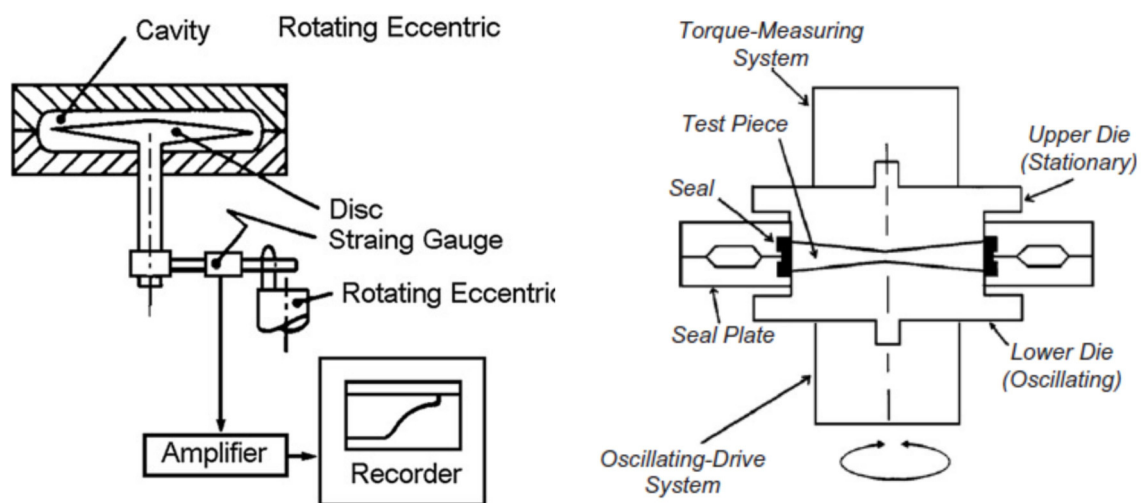 Cavity
Rotating Eccentric
Disc
Straing Gauge
Rotating Eccentric
Amplifier
Recorder
Torque-Measuring
System
Test Piece
Upper Die
(Stationary)
Seal
Seal Plate
Lower Die
(Oscillating)
Oscillating-Drive
System